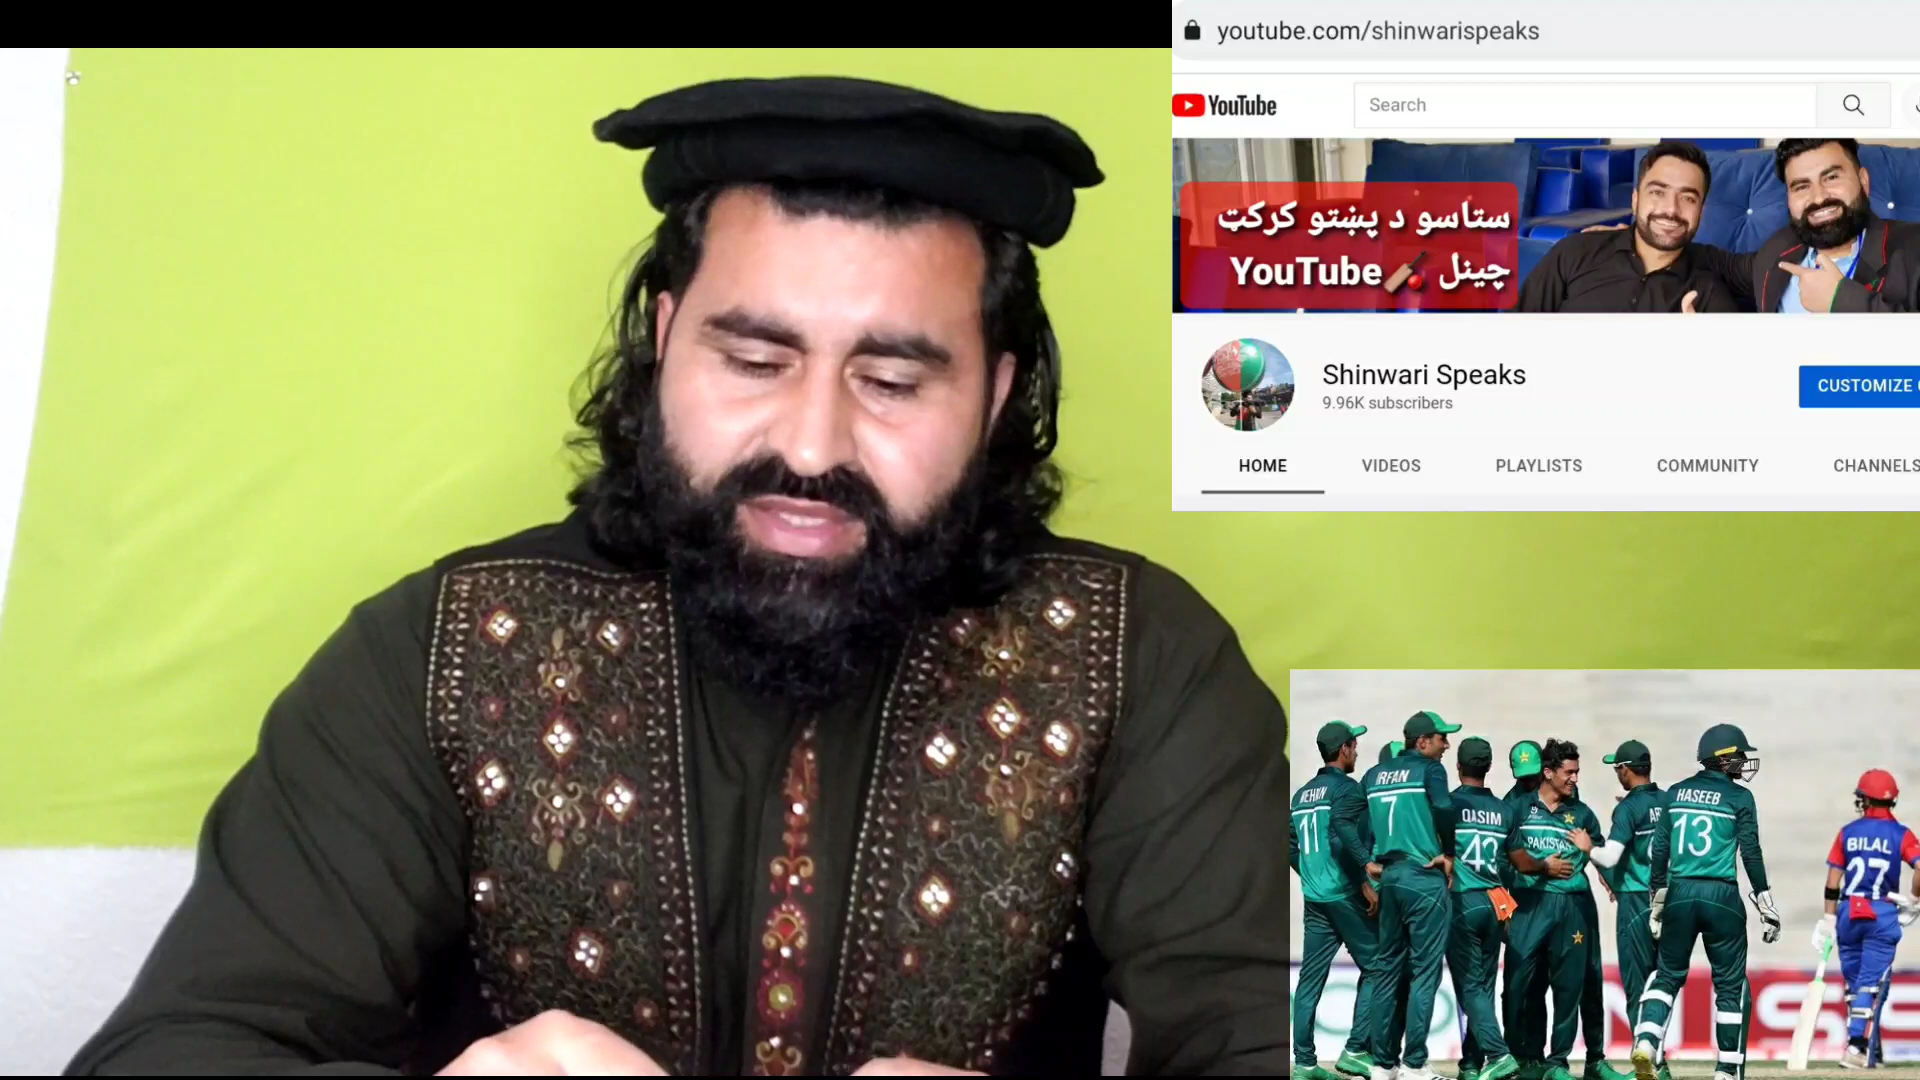 youtube.com/shinwarispeaks
YouTube
Search
ستاسو د پښتو کرکټ
چینل YouTube
Shinwari Speaks
9.96K subscribers
CUSTOMIZE
HOME
VIDEOS
PLAYLISTS
COMMUNITY
CHANNELS
IRFAN
7
11
QASIM
43
PAKISTAN
HASEEB
13
BILAL
27